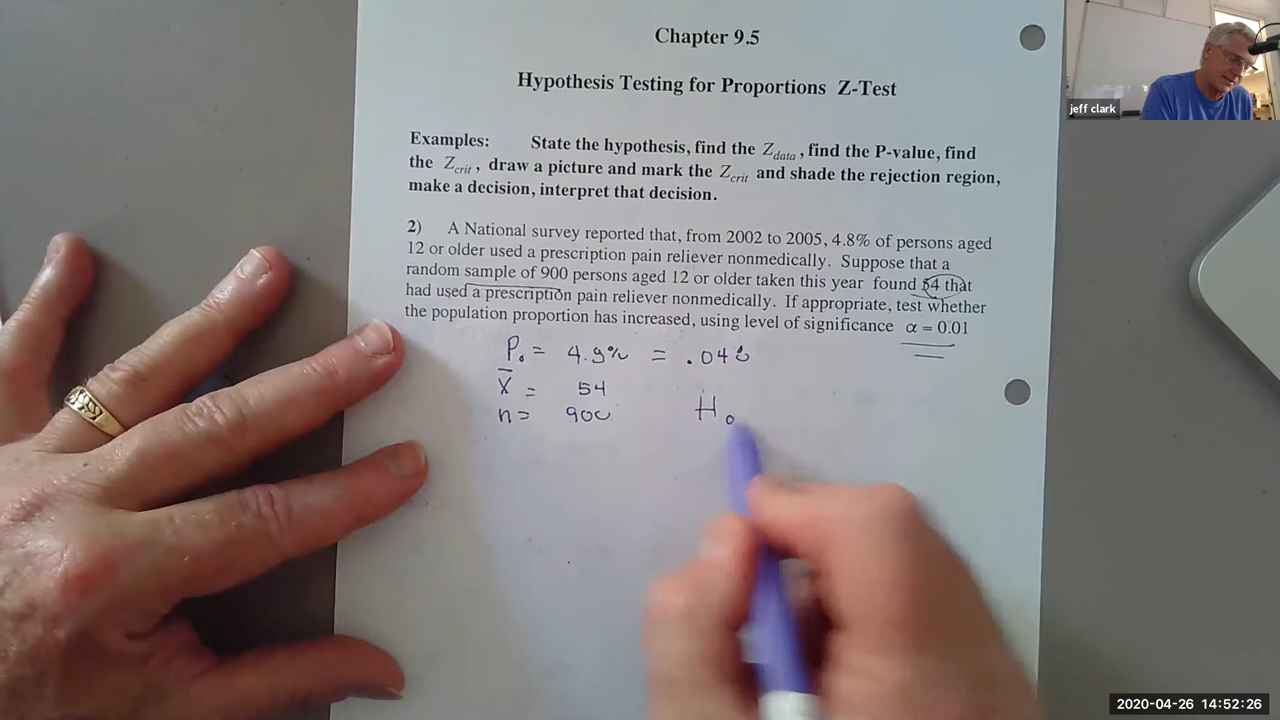 Chapter 9.5
Hypothesis Testing for Proportions Z-Test
Examples: State the hypothesis, find the Z_data, find the P-value, find
the Z_crit, draw a picture and mark the Z_crit and shade the rejection region,
make a decision, interpret that decision.
2) A National survey reported that, from 2002 to 2005, 4.8% of persons aged
12 or older used a prescription pain reliever nonmedically. Suppose that a
random sample of 900 persons aged 12 or older taken this year found 54 that
had used a prescription pain reliever nonmedically. If appropriate, test whether
the population proportion has increased, using level of significance α = 0.01
P₀ = 4.8% = .048
X̄ = 54
n = 900 H₀
jeff clark
2020-04-26 14:52:26